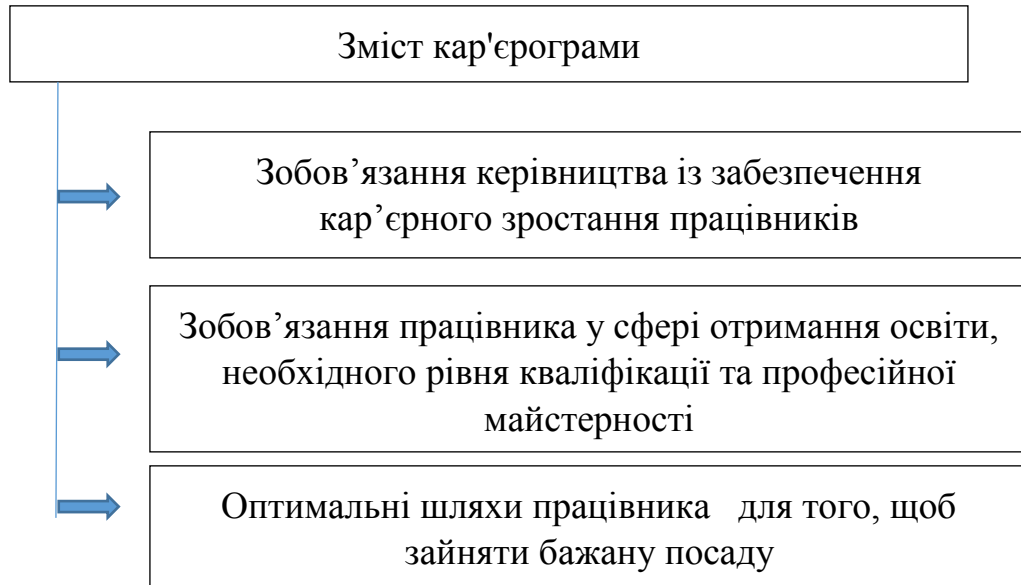 Зміст кар'єрограми
Зобов’язання керівництва із забезпечення
кар’єрного зростання працівників
Зобов’язання працівника у сфері отримання освіти,
необхідного рівня кваліфікації та професійної
майстерності
Оптимальні шляхи працівника для того, щоб
зайняти бажану посаду